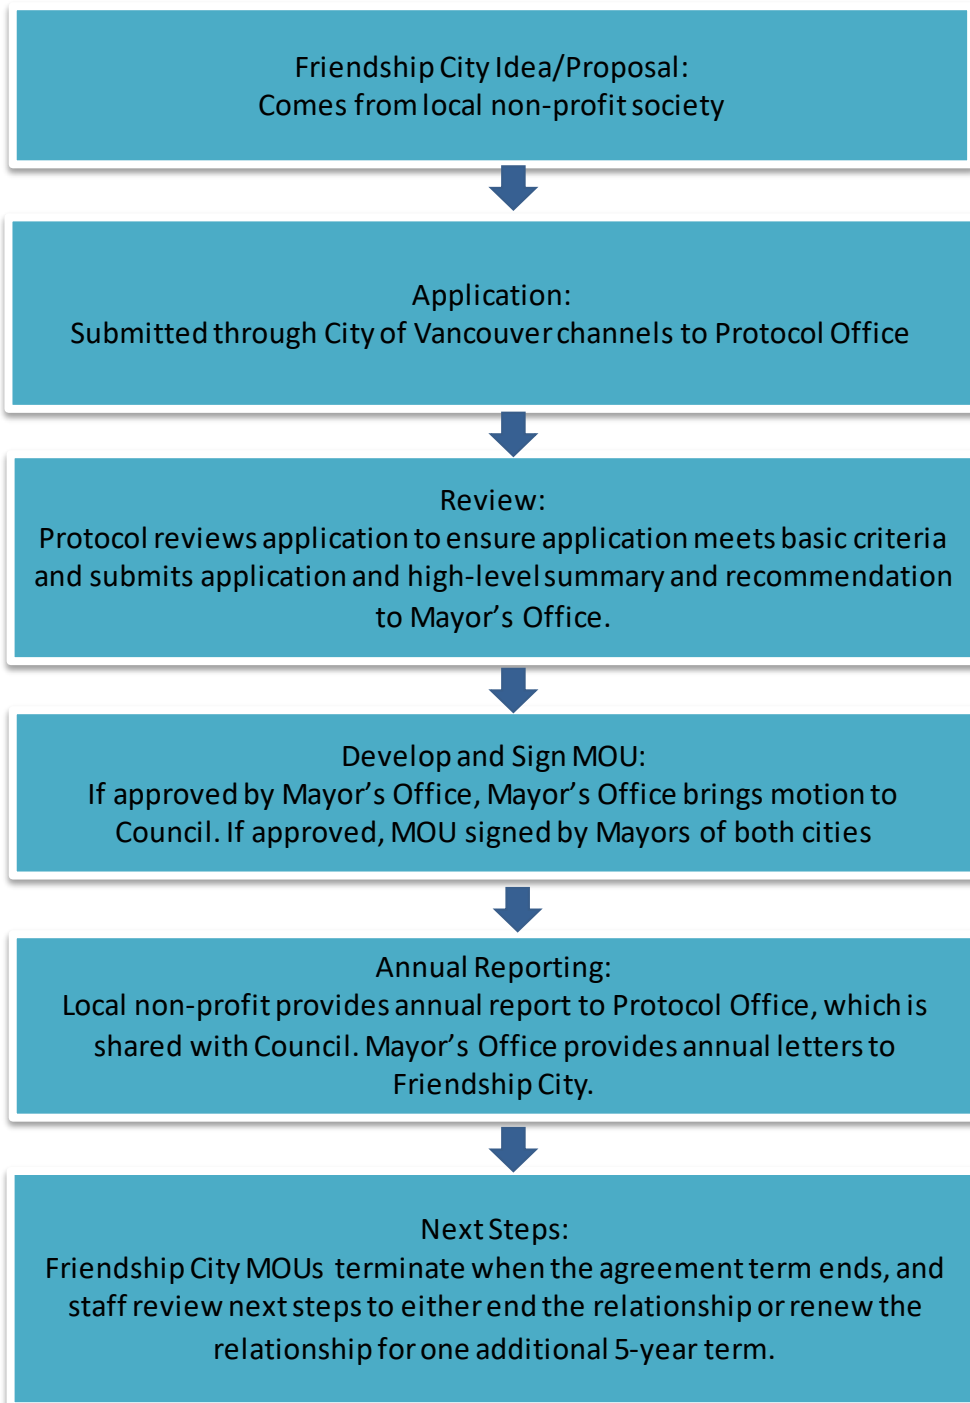 Friendship City Idea/Proposal:
Comes from local non-profit society
Application:
Submitted through City of Vancouver channels to Protocol Office
Review:
Protocol reviews application to ensure application meets basic criteria
and submits application and high-level summary and recommendation
to Mayor’s Office.
Develop and Sign MOU:
If approved by Mayor’s Office, Mayor’s Office brings motion to
Council. If approved, MOU signed by Mayors of both cities
Annual Reporting:
Local non-profit provides annual report to Protocol Office, which is
shared with Council. Mayor’s Office provides annual letters to
Friendship City.
Next Steps:
Friendship City MOUs terminate when the agreement term ends, and
staff review next steps to either end the relationship or renew the
relationship for one additional 5-year term.